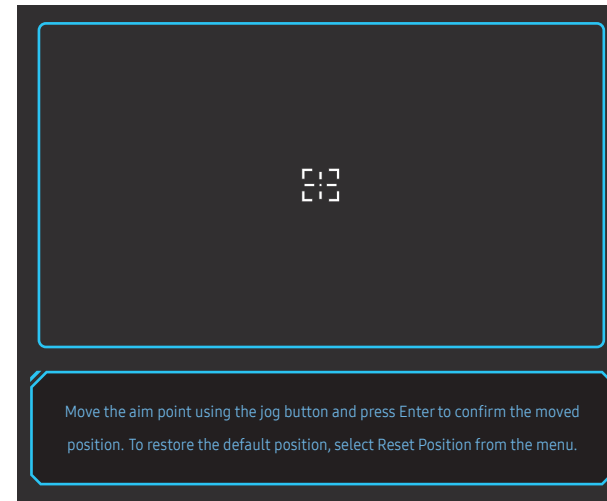 Move the aim point using the jog button and press Enter to confirm the moved
position. To restore the default position, select Reset Position from the menu.